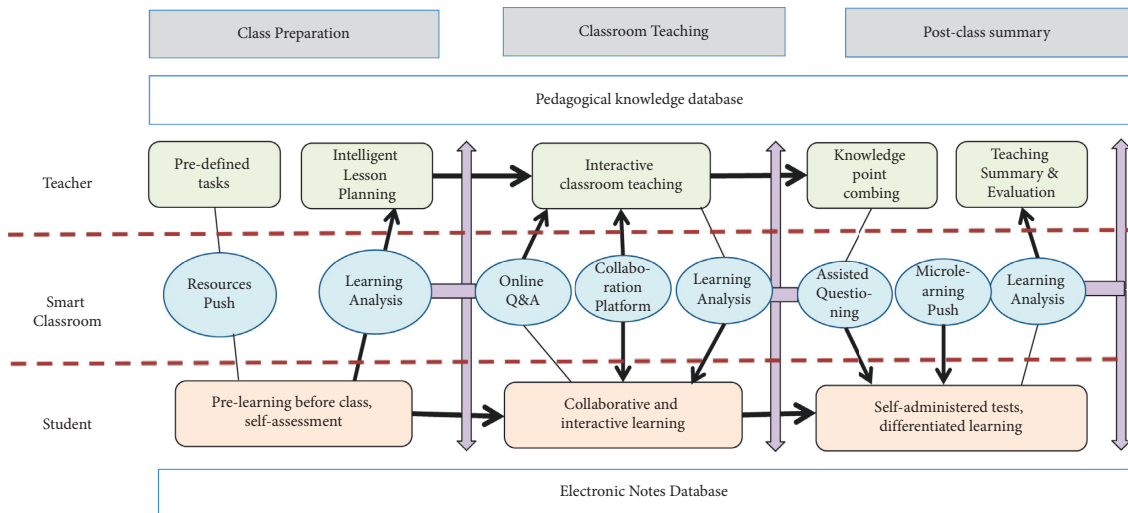 Class Preparation
Classroom Teaching
Post-class summary
Pedagogical knowledge database
Teacher
Pre-defined
tasks
Intelligent
Lesson
Planning
Interactive
classroom teaching
Knowledge
point
combing
Teaching
Summary &
Evaluation
Smart
Classroom
Resources
Push
Learning
Analysis
Online
Q&A
Collabo-
ration
Platform
Learning
Analysis
Assisted
Questio-
ning
Microle-
arning
Push
Learning
Analysis
Student
Pre-learning before class,
self-assessment
Collaborative and
interactive learning
Self-administered tests,
differentiated learning
Electronic Notes Database